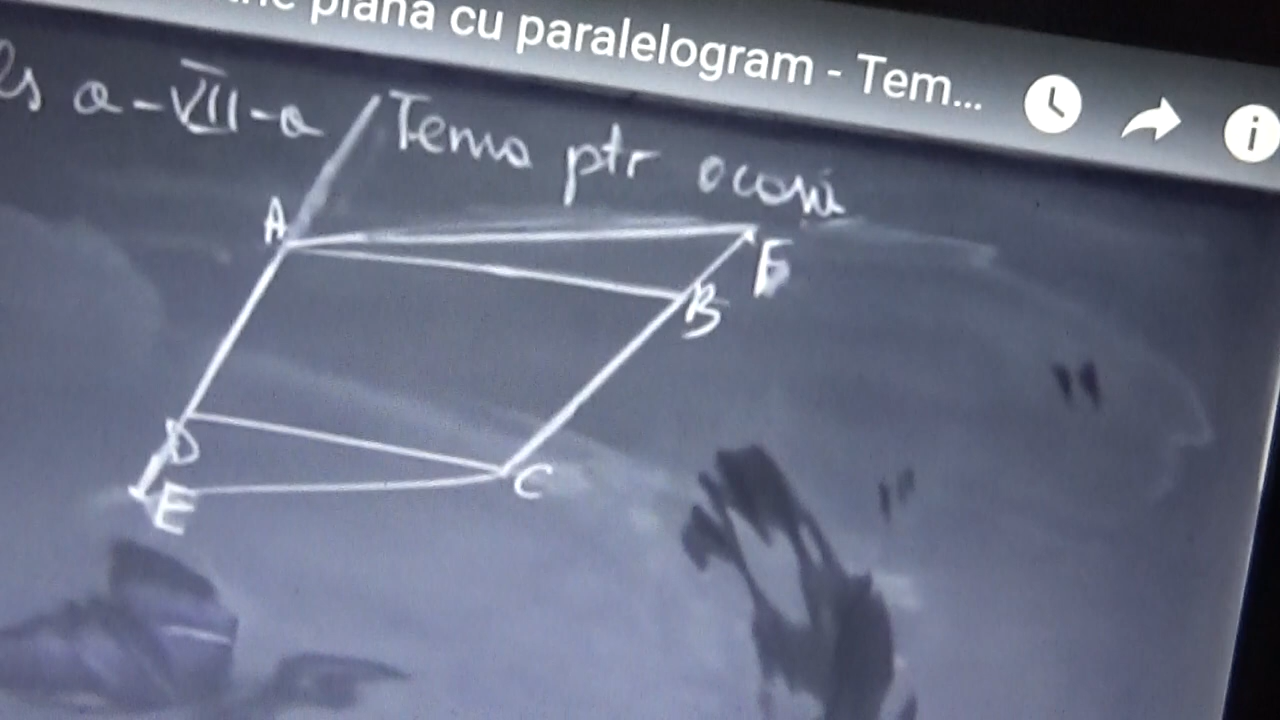 plana cu paralelogram - Tem...
a-VII-a / Tema ptr acasă
A
F
B
D
C
E